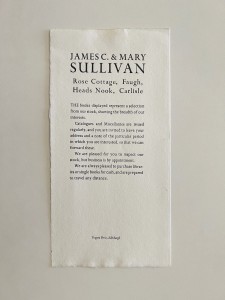 JAMES C. & MARY
SULLIVAN
Rose Cottage, Faugh,
Heads Nook, Carlisle
THE books displayed represent a selection
from our stock, showing the breadth of our
interests.
Catalogues and Miscellanies are issued
regularly, and you are invited to leave your
address and a note of the particular period
in which you are interested, so that we can
forward these.
We are pleased for you to inspect our
stock, but business is by appointment.
We are always pleased to purchase libraries
or single books for cash, and are prepared
to travel any distance.